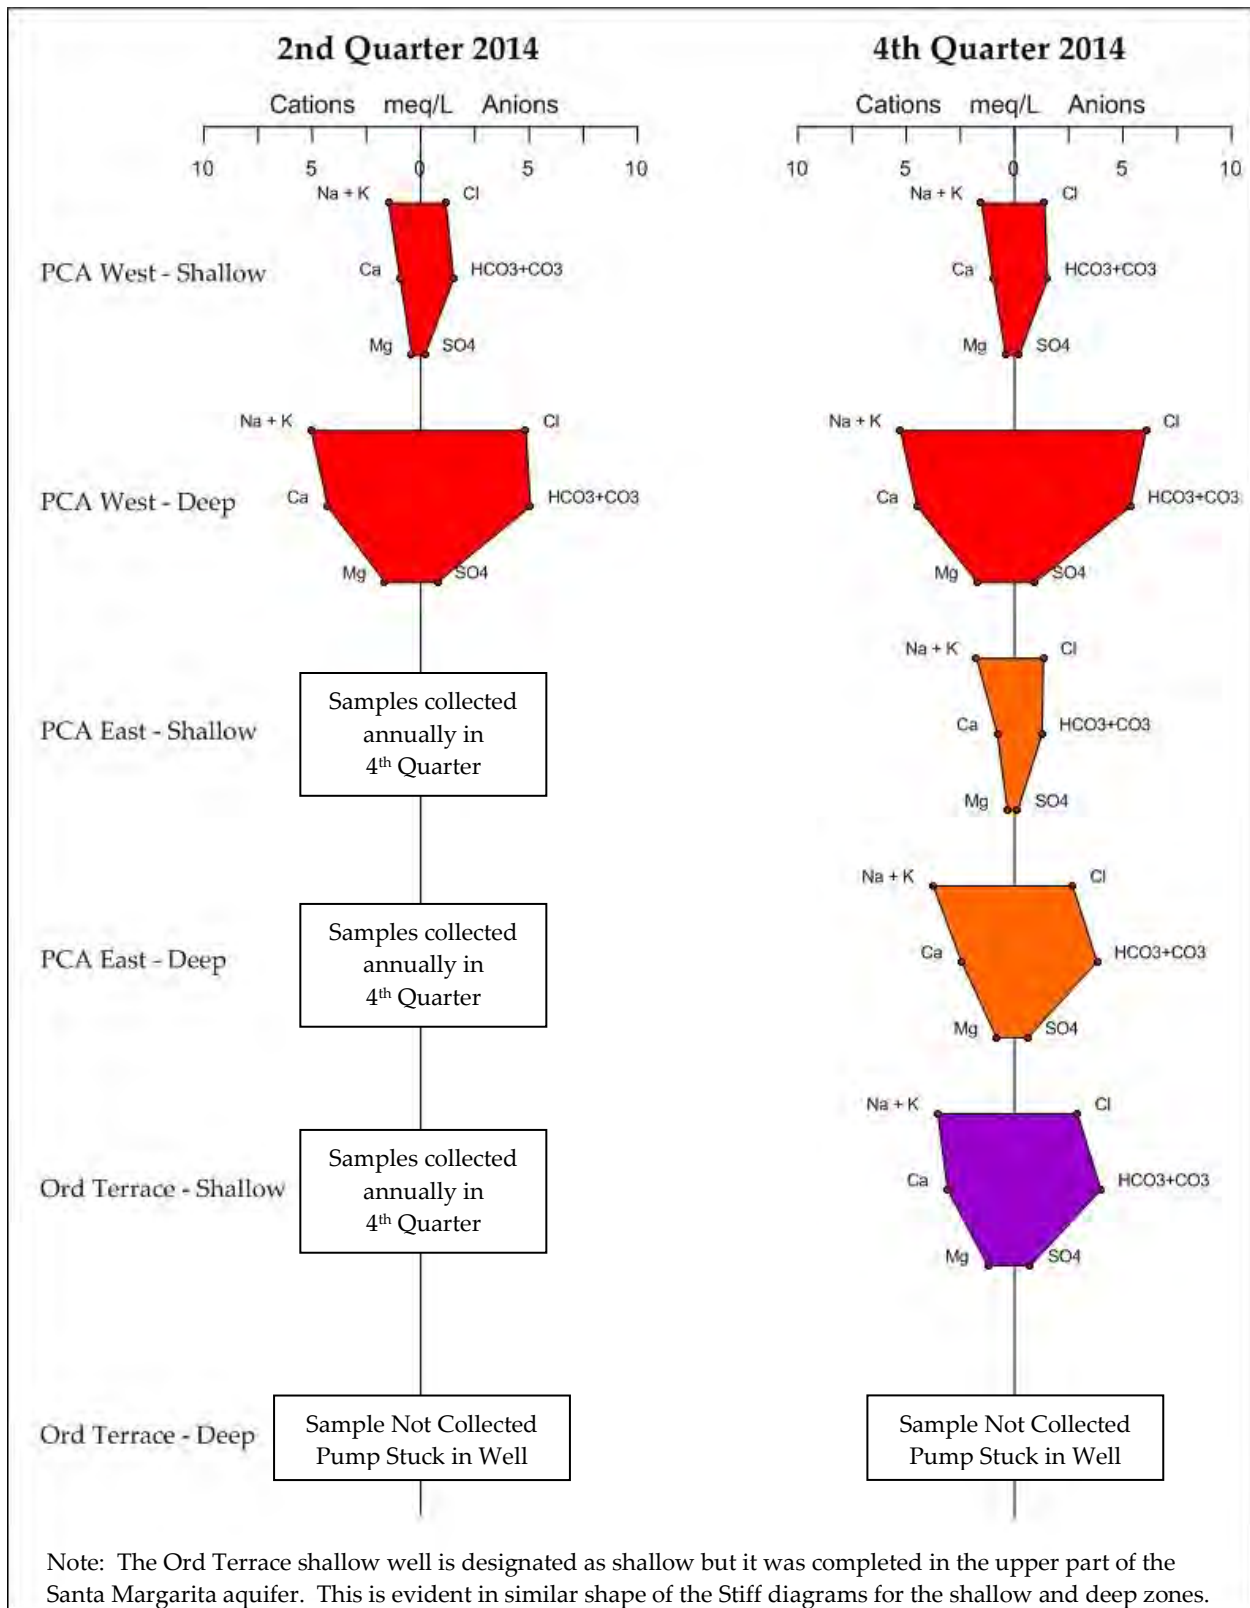 2nd Quarter 2014
4th Quarter 2014
Cations meq/L Anions
Cations meq/L Anions
10 5 0 5 10
10 5 0 5 10
PCA West - Shallow
Na + K Cl
Ca HCO3+CO3
Mg SO4
Na + K Cl
Ca HCO3+CO3
Mg SO4
PCA West - Deep
Na + K Cl
Ca HCO3+CO3
Mg SO4
Na + K Cl
Ca HCO3+CO3
Mg SO4
PCA East - Shallow
Samples collected
annually in
4th Quarter
Na + K Cl
Ca HCO3+CO3
Mg SO4
PCA East - Deep
Samples collected
annually in
4th Quarter
Na + K Cl
Ca HCO3+CO3
Mg SO4
Ord Terrace - Shallow
Samples collected
annually in
4th Quarter
Na + K Cl
Ca HCO3+CO3
Mg SO4
Ord Terrace - Deep
Sample Not Collected
Pump Stuck in Well
Sample Not Collected
Pump Stuck in Well
Note: The Ord Terrace shallow well is designated as shallow but it was completed in the upper part of the
Santa Margarita aquifer. This is evident in similar shape of the Stiff diagrams for the shallow and deep zones.